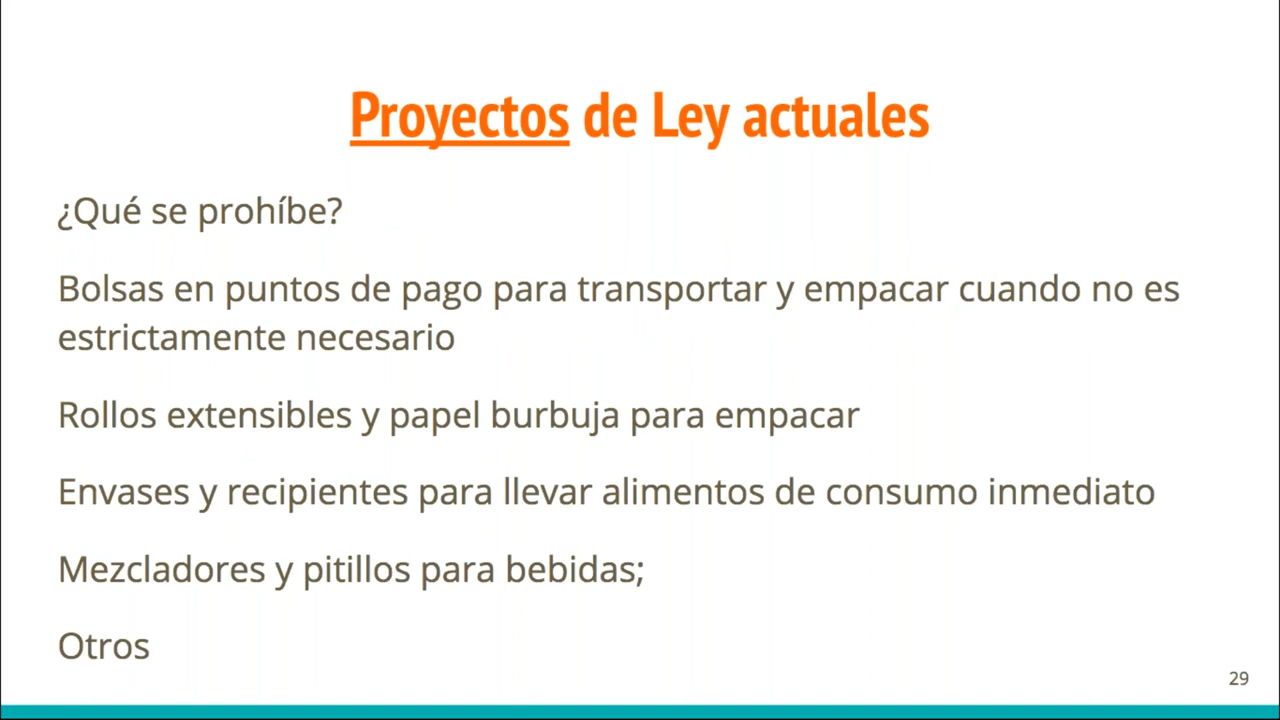 Proyectos de Ley actuales
¿Qué se prohíbe?
Bolsas en puntos de pago para transportar y empacar cuando no es
estrictamente necesario
Rollos extensibles y papel burbuja para empacar
Envases y recipientes para llevar alimentos de consumo inmediato
Mezcladores y pitillos para bebidas;
Otros
29